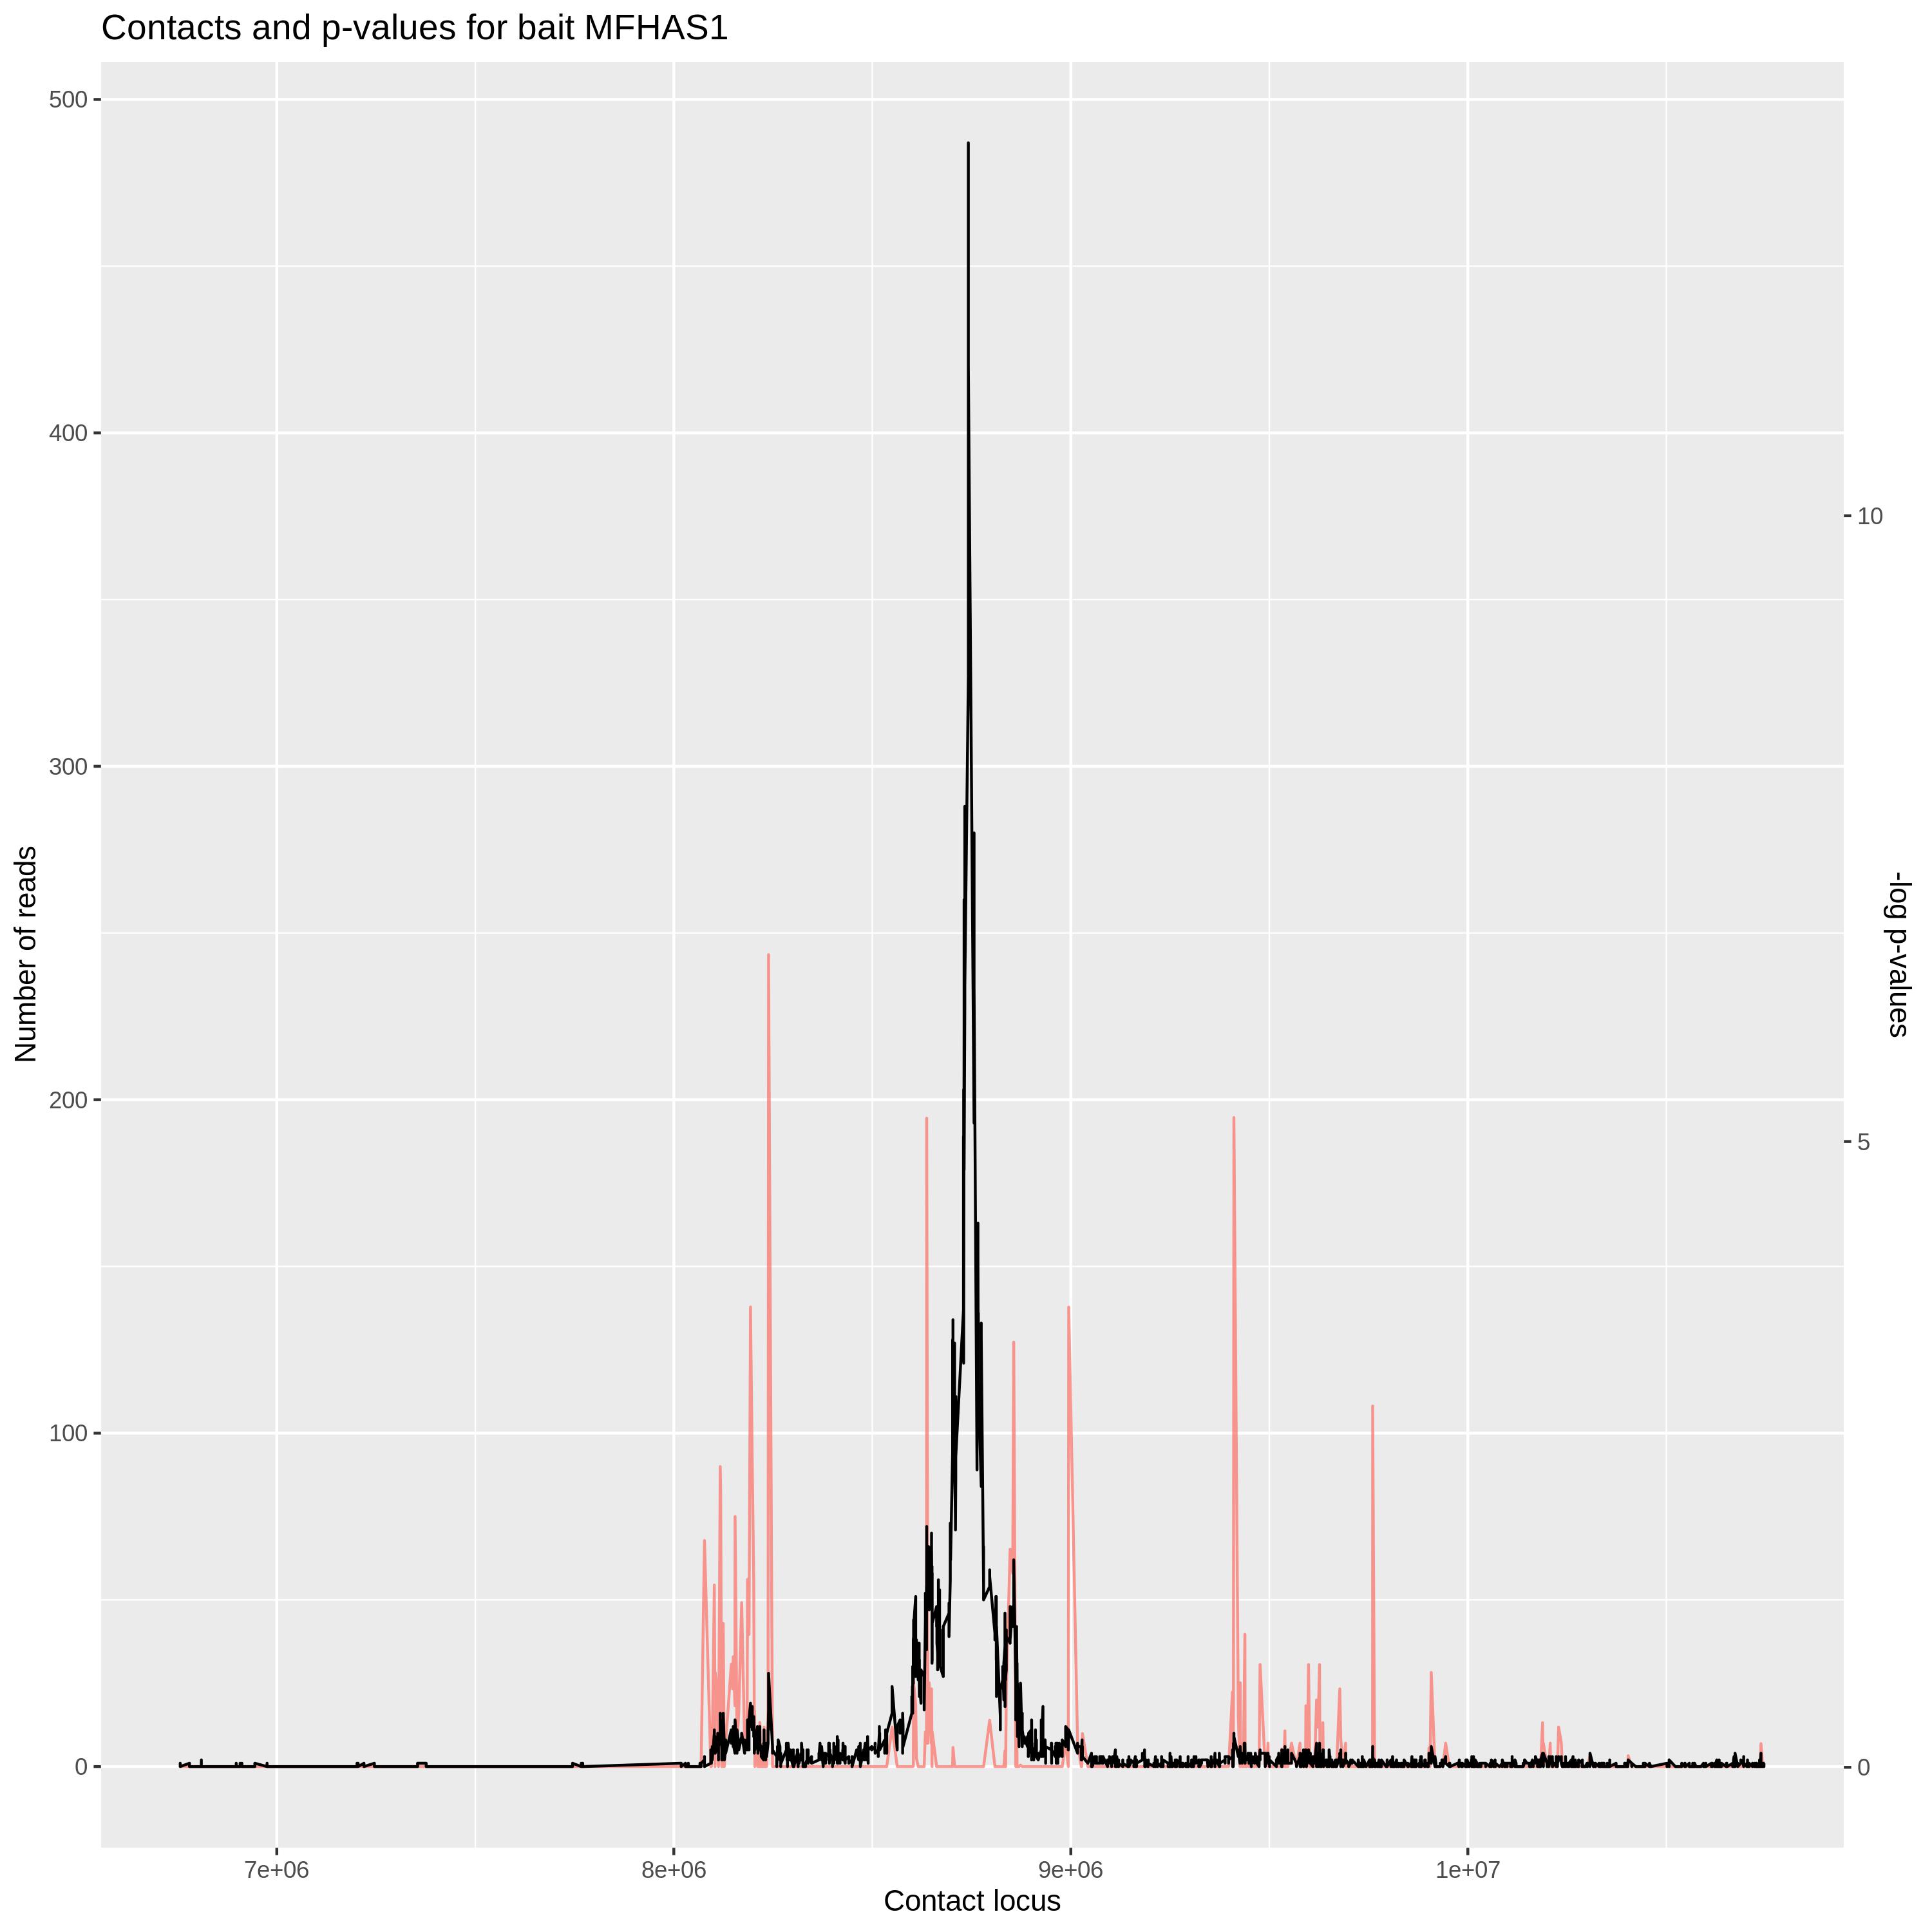 Contacts and p-values for bait MFHAS1
500
400
300
200
100
0
Number of reads
10
5
0
-log p-values
7e+06
8e+06
9e+06
1e+07
Contact locus